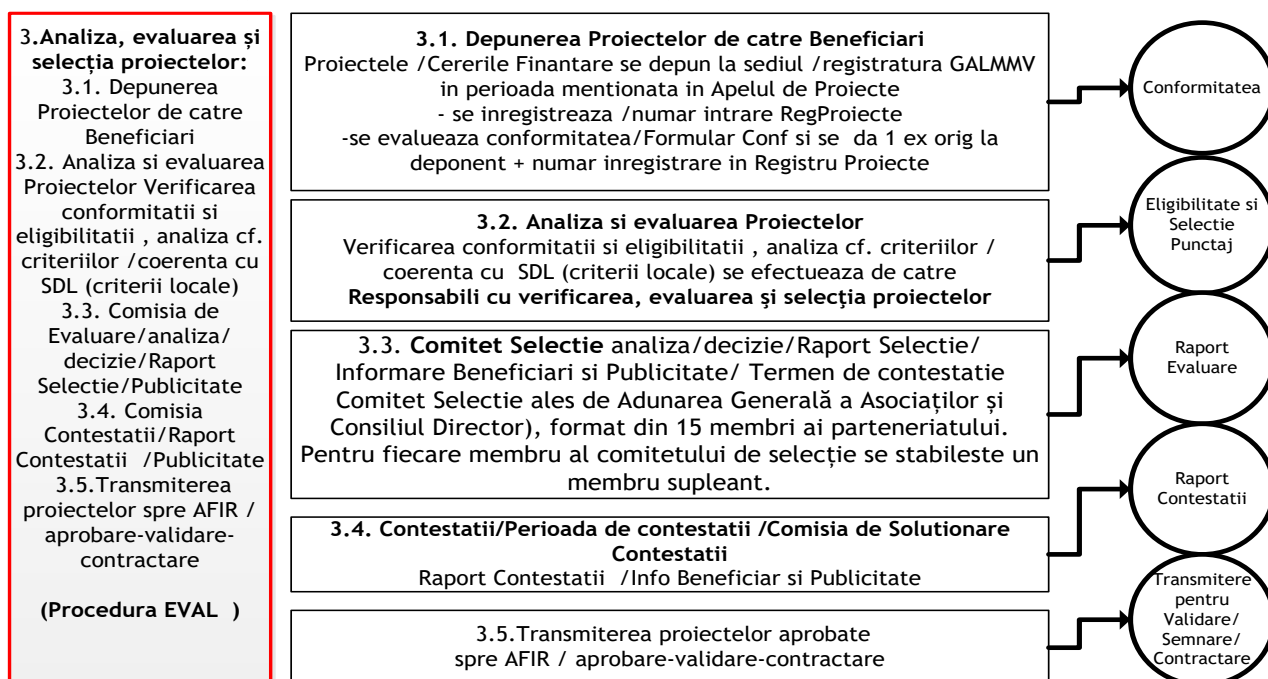 3.Analiza, evaluarea și
selecția proiectelor:
3.1. Depunerea
Proiectelor de catre
Beneficiari
3.2. Analiza si evaluarea
Proiectelor Verificarea
conformitatii si
eligibilitatii , analiza cf.
criteriilor /coerenta cu
SDL (criterii locale)
3.3. Comisia de
Evaluare/analiza/
decizie/Raport
Selectie/Publicitate
3.4. Comisia
Contestatii/Raport
Contestatii /Publicitate
3.5.Transmiterea
proiectelor spre AFIR /
aprobare-validare-
contractare
(Procedura EVAL )
3.1. Depunerea Proiectelor de catre Beneficiari
Proiectele /Cererile Finantare se depun la sediul /registratura GALMMV
in perioada mentionata in Apelul de Proiecte
- se inregistreaza /numar intrare RegProiecte
-se evalueaza conformitatea/Formular Conf si se da 1 ex orig la
deponent + numar inregistrare in Registru Proiecte
Conformitatea
3.2. Analiza si evaluarea Proiectelor
Verificarea conformitatii si eligibilitatii , analiza cf. criteriilor /
coerenta cu SDL (criterii locale) se efectueaza de catre
Responsabili cu verificarea, evaluarea și selecția proiectelor
Eligibilitate si
Selectie
Punctaj
3.3. Comitet Selectie analiza/decizie/Raport Selectie/
Informare Beneficiari si Publicitate/ Termen de contestatie
Comitet Selectie ales de Adunarea Generală a Asociaților și
Consiliul Director), format din 15 membri ai parteneriatului.
Pentru fiecare membru al comitetului de selecție se stabileste un
membru supleant.
Raport
Evaluare
3.4. Contestatii/Perioada de contestatii /Comisia de Solutionare
Contestatii
Raport Contestatii /Info Beneficiar si Publicitate
Raport
Contestatii
3.5.Transmiterea proiectelor aprobate
spre AFIR / aprobare-validare-contractare
Transmitere
pentru
Validare/
Semnare/
Contractare